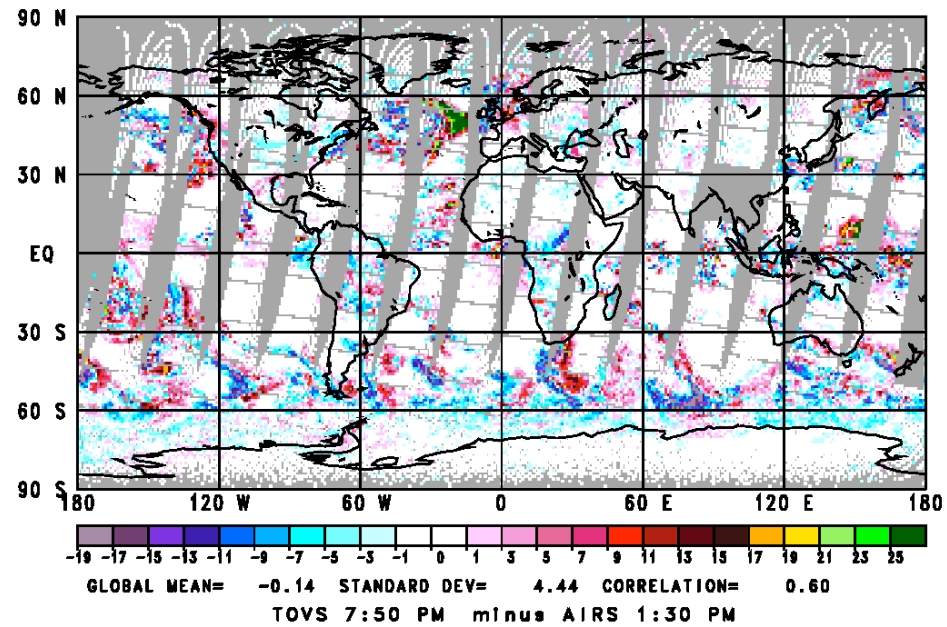 90 N
60 N
30 N
EQ
30 S
60 S
90 S
180 120 W 60 W 0 60 E 120 E 180
-19 -17 -15 -13 -11 -9 -7 -5 -3 -1 0 1 3 5 7 9 11 13 15 17 19 21 23 25
GLOBAL MEAN= -0.14 STANDARD DEV= 4.44 CORRELATION= 0.60
TOVS 7:50 PM minus AIRS 1:30 PM